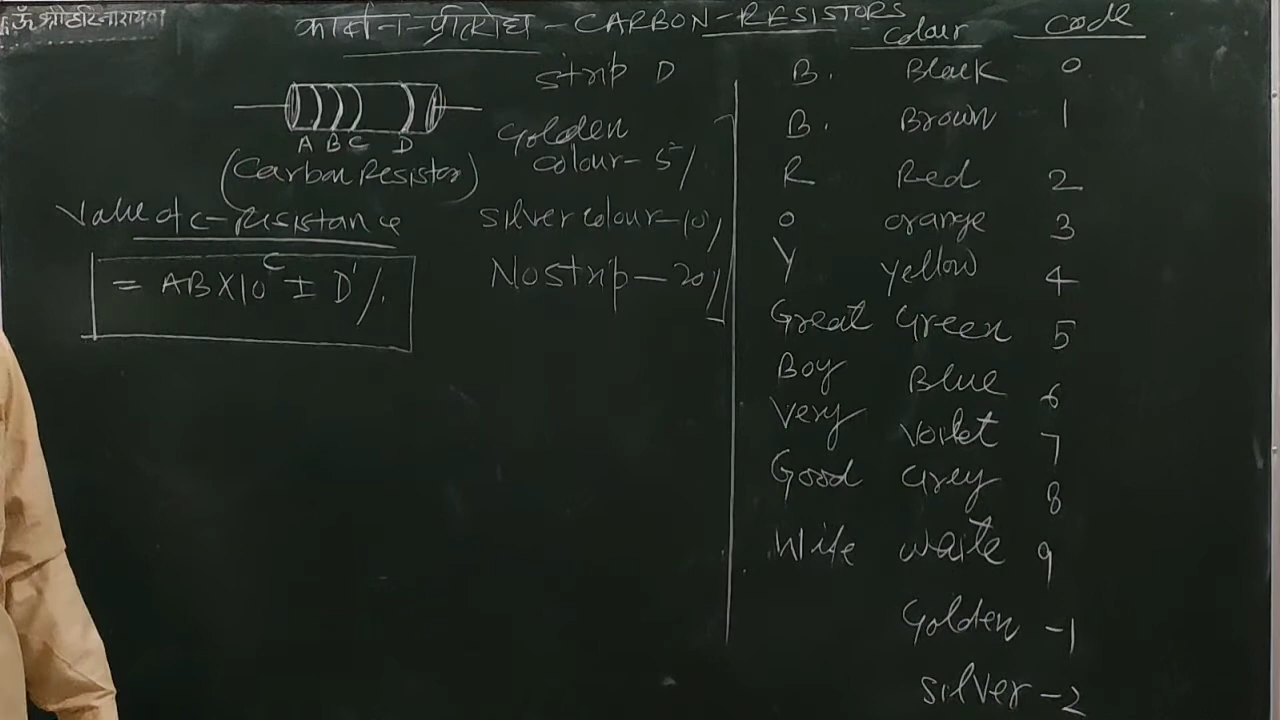 ॐ श्री हरि नारायण
कार्बन-प्रतिरोध - CARBON-RESISTORS
A B C D
(Carbon Resistor)
Value of C-Resistance
= AB X 10^C ± D%
strip D
Golden
colour - 5%
silver colour - 10%
No strip - 20%
colour code
B. Black 0
B. Brown 1
R Red 2
O orange 3
Y yellow 4
Great Green 5
Boy Blue 6
Very Voilet 7
Good Grey 8
Wife waite 9
Golden -1
silver -2